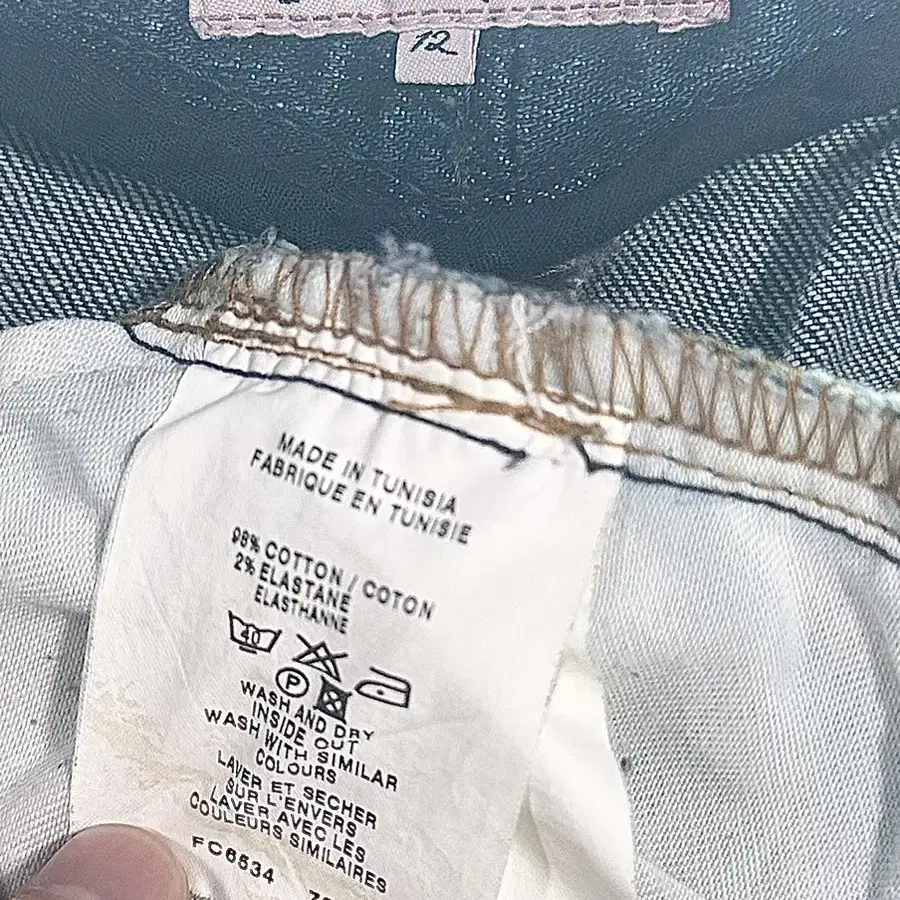 12
MADE IN TUNISIA
FABRIQUE EN TUNISIE
98% COTTON / COTON
2% ELASTANE
ELASTHANNE
40
P
WASH AND DRY
INSIDE OUT
WASH WITH SIMILAR
COLOURS
LAVER ET SECHER
SUR L'ENVERS
LAVER AVEC LES
COULEURS SIMILAIRES
FC6534